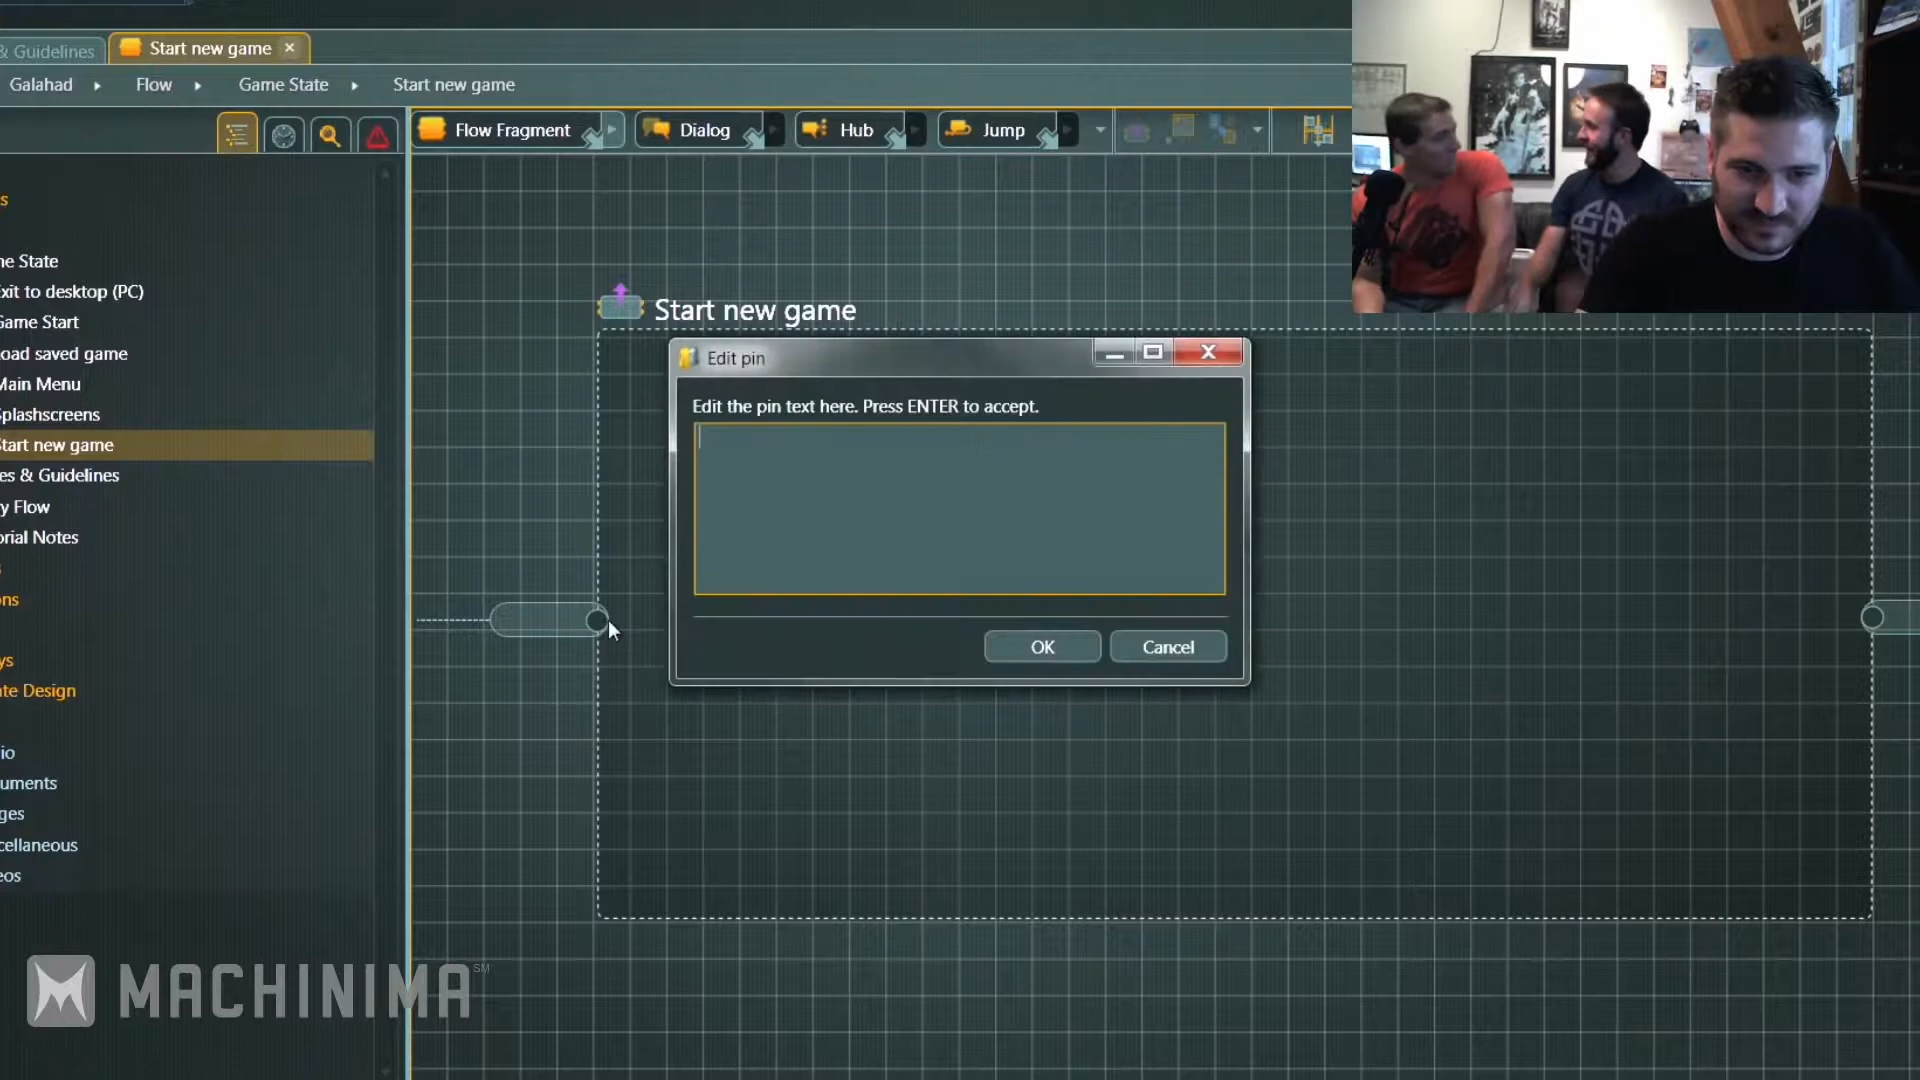 & Guidelines
Start new game
Galahad
Flow
Game State
Start new game
Flow Fragment
Dialog
Hub
Jump
s
ne State
xit to desktop (PC)
Game Start
oad saved game
Main Menu
Splashscreens
Start new game
es & Guidelines
y Flow
orial Notes
s
ons
ys
ate Design
io
uments
ges
cellaneous
eos
Start new game
Edit pin
Edit the pin text here. Press ENTER to accept.
OK
Cancel
MACHINIMA SM